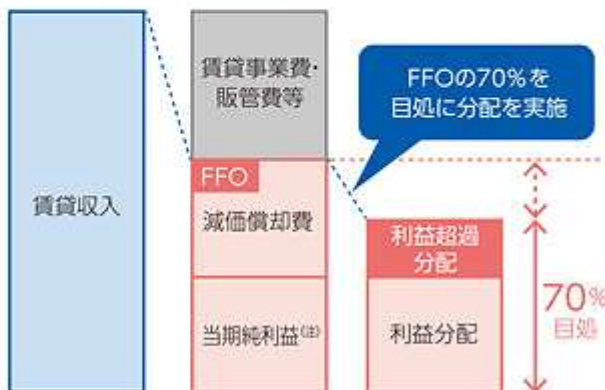 賃貸収入
賃貸事業費・
販管費等
FFO
減価償却費
当期純利益(注)
FFOの70%を
目処に分配を実施
利益超過
分配
利益分配
70%
目処